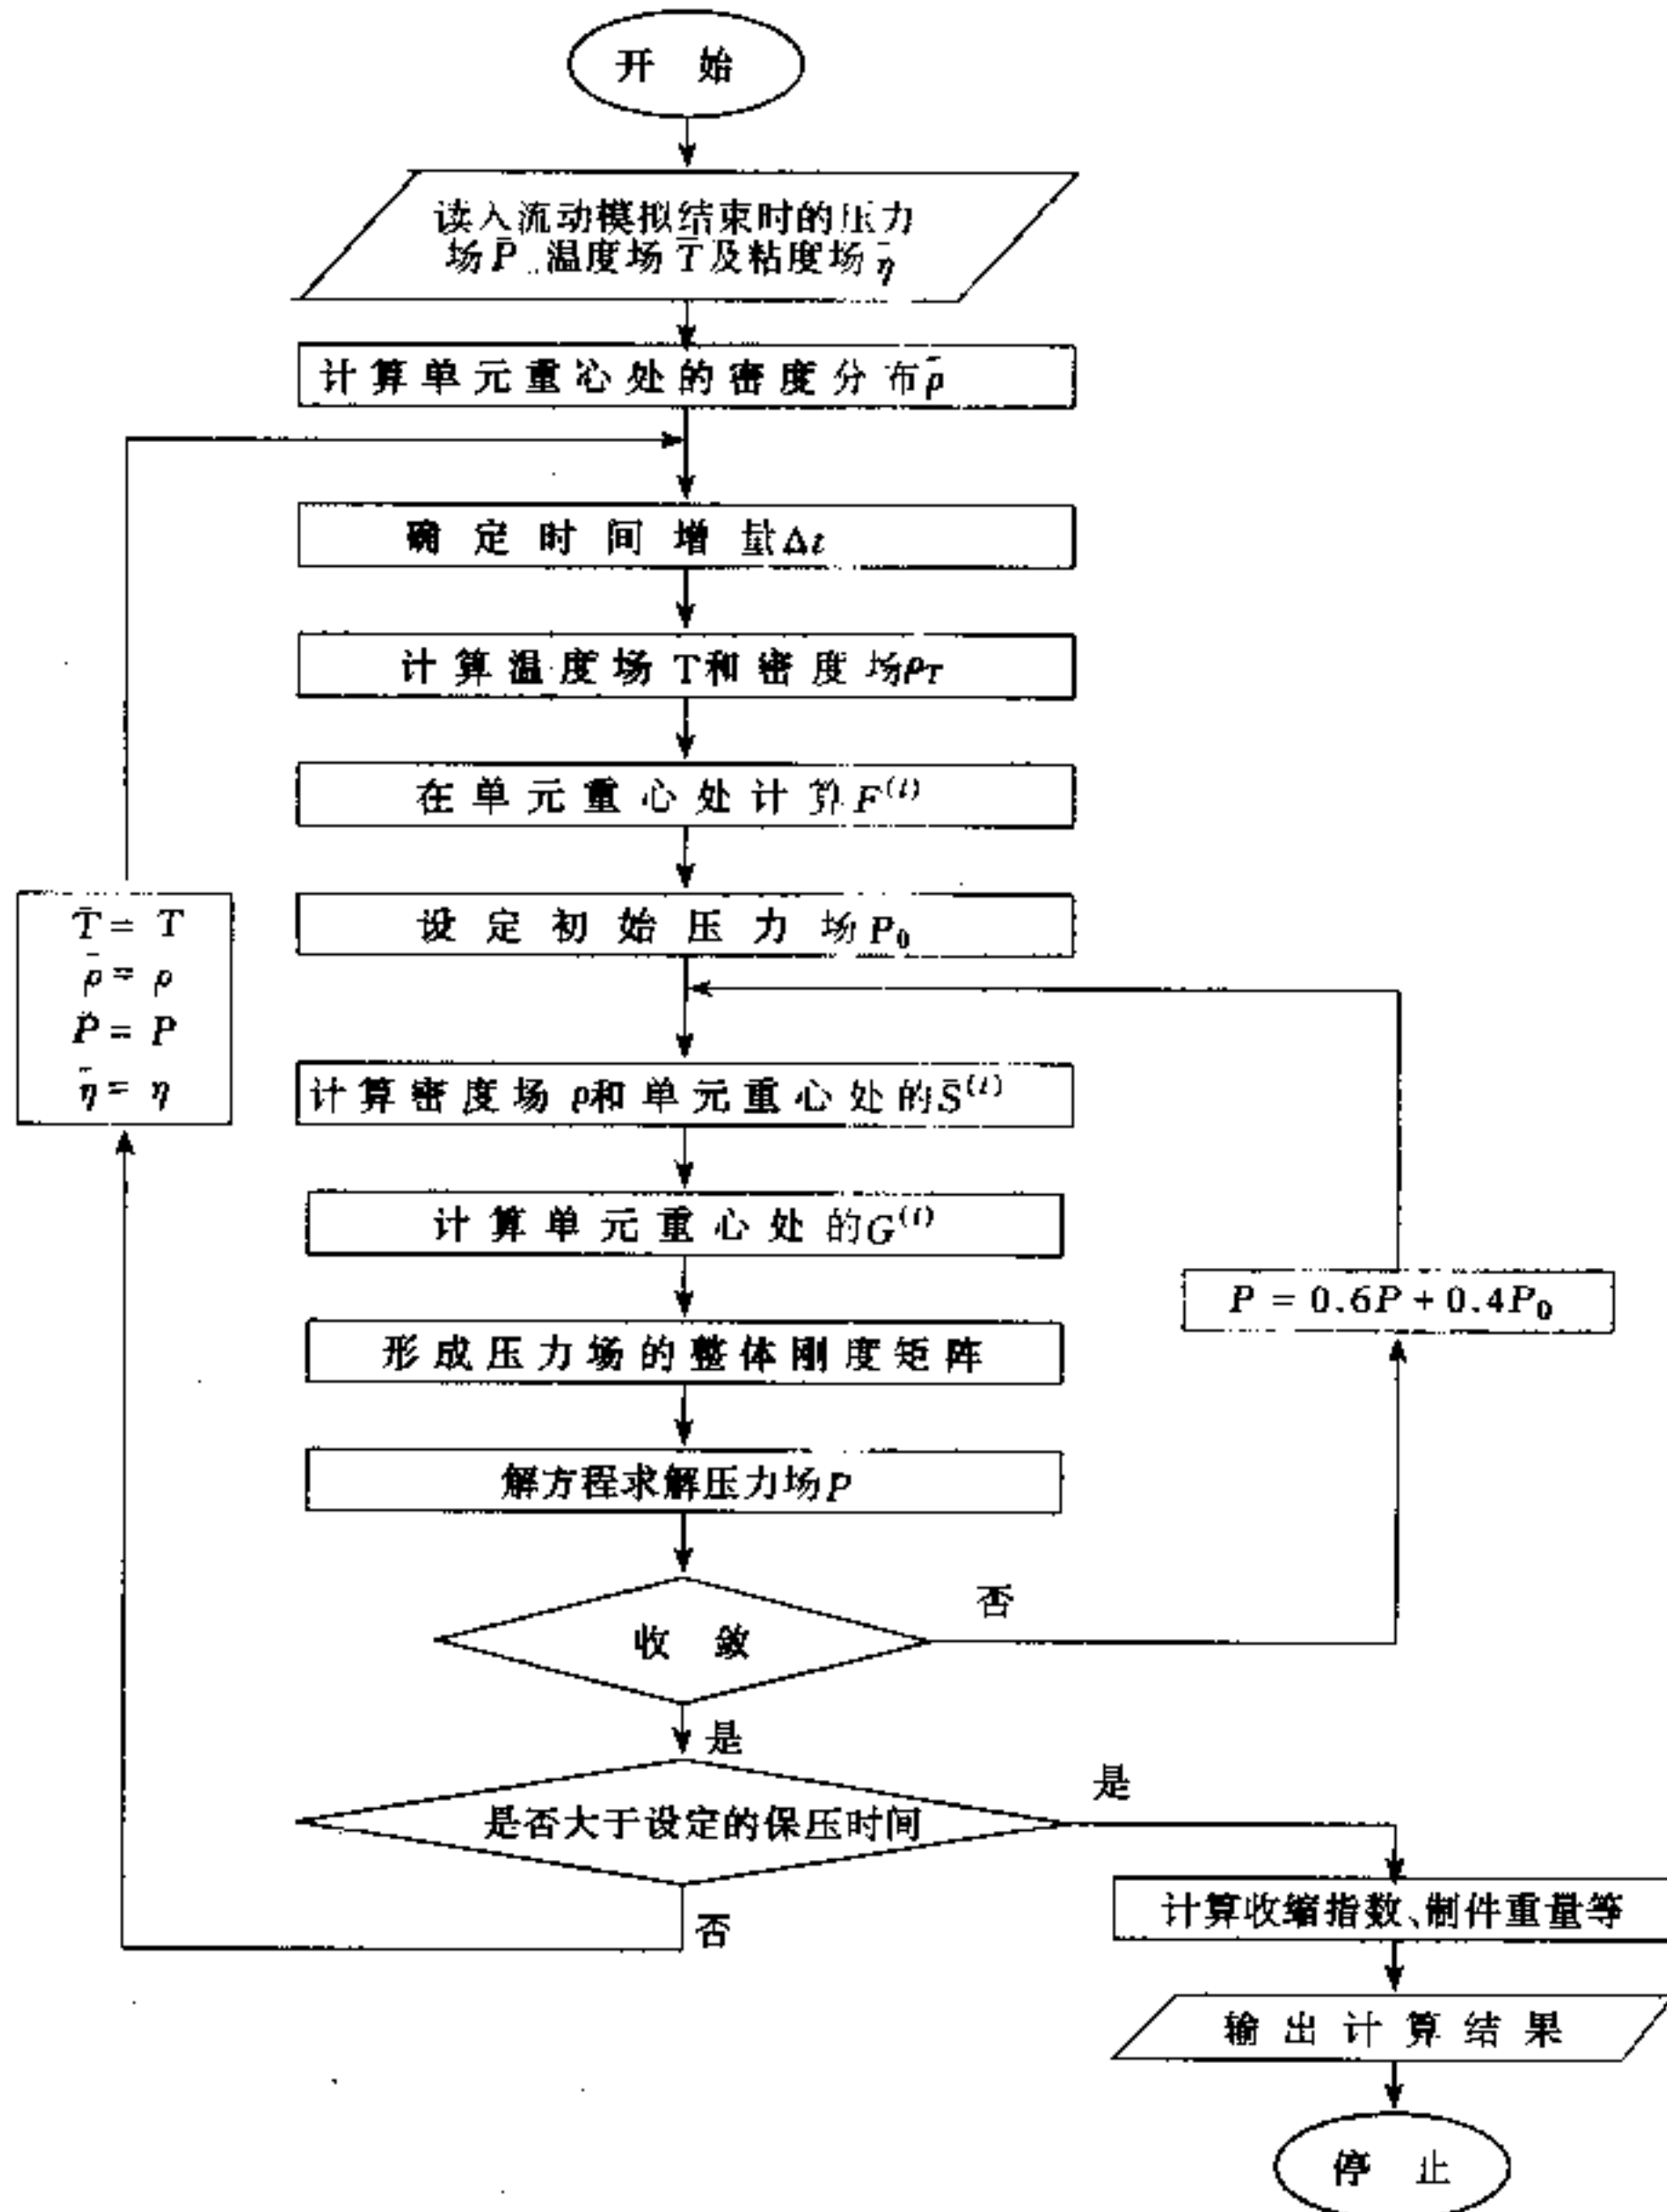 开始
读入流动模拟结束时的压力
场P̄、温度场T̄及粘度场η̄
计算单元重心处的密度分布ρ̄
确定时间增量Δt
计算温度场T和密度场ρ_T
在单元重心处计算F^(l)
设定初始压力场P₀
T̄ = T
ρ̄ = ρ
P̄ = P
η̄ = η
计算密度场ρ和单元重心处的S̄^(l)
计算单元重心处的G^(l)
P = 0.6P + 0.4P₀
形成压力场的整体刚度矩阵
解方程求解压力场P
收敛
否
是
是否大于设定的保压时间
是
否
计算收缩指数、制件重量等
输出计算结果
停止